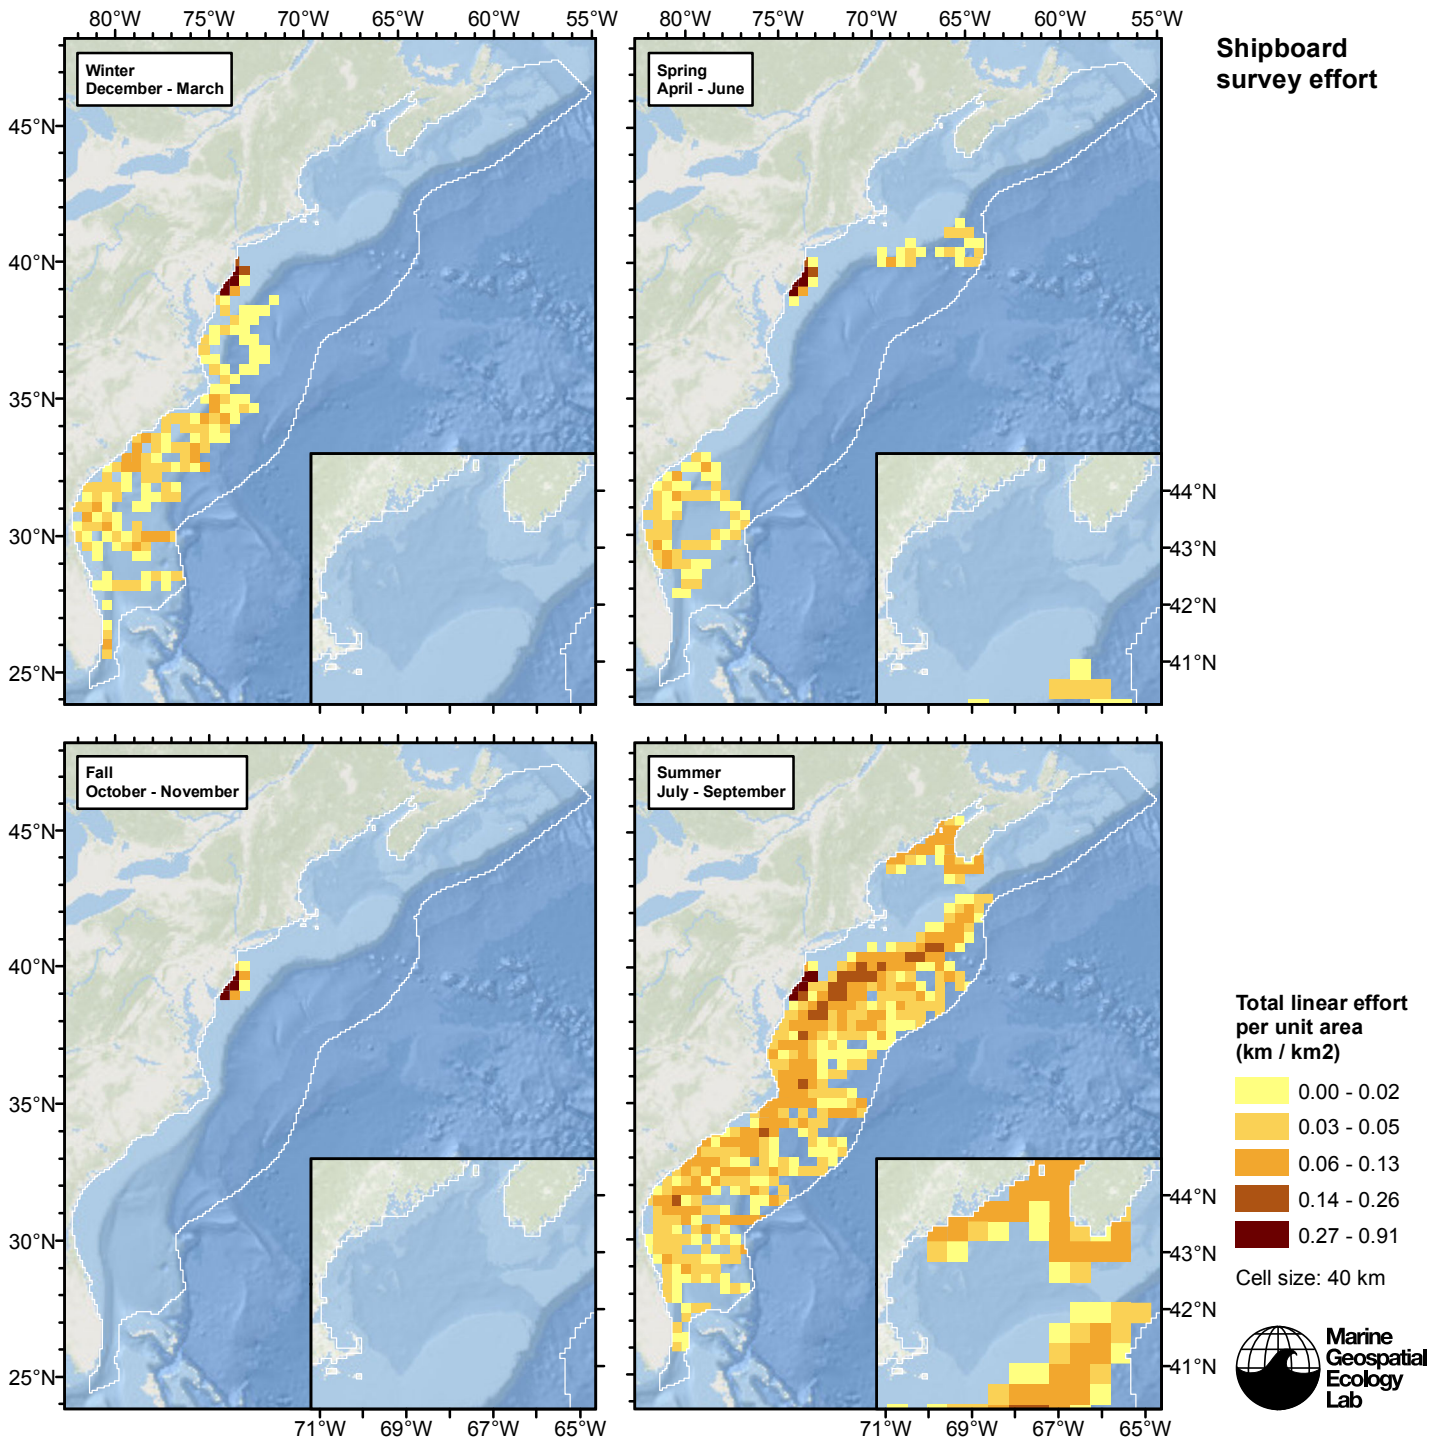 80°W 75°W 70°W 65°W 60°W 55°W
80°W 75°W 70°W 65°W 60°W 55°W
Shipboard
survey effort
Winter
December - March
Spring
April - June
45°N
40°N
35°N
30°N
25°N
44°N
43°N
42°N
41°N
Fall
October - November
Summer
July - September
45°N
40°N
35°N
30°N
25°N
44°N
43°N
42°N
41°N
71°W 69°W 67°W 65°W
71°W 69°W 67°W 65°W
Total linear effort
per unit area
(km / km2)
0.00 - 0.02
0.03 - 0.05
0.06 - 0.13
0.14 - 0.26
0.27 - 0.91
Cell size: 40 km
Marine
Geospatial
Ecology
Lab